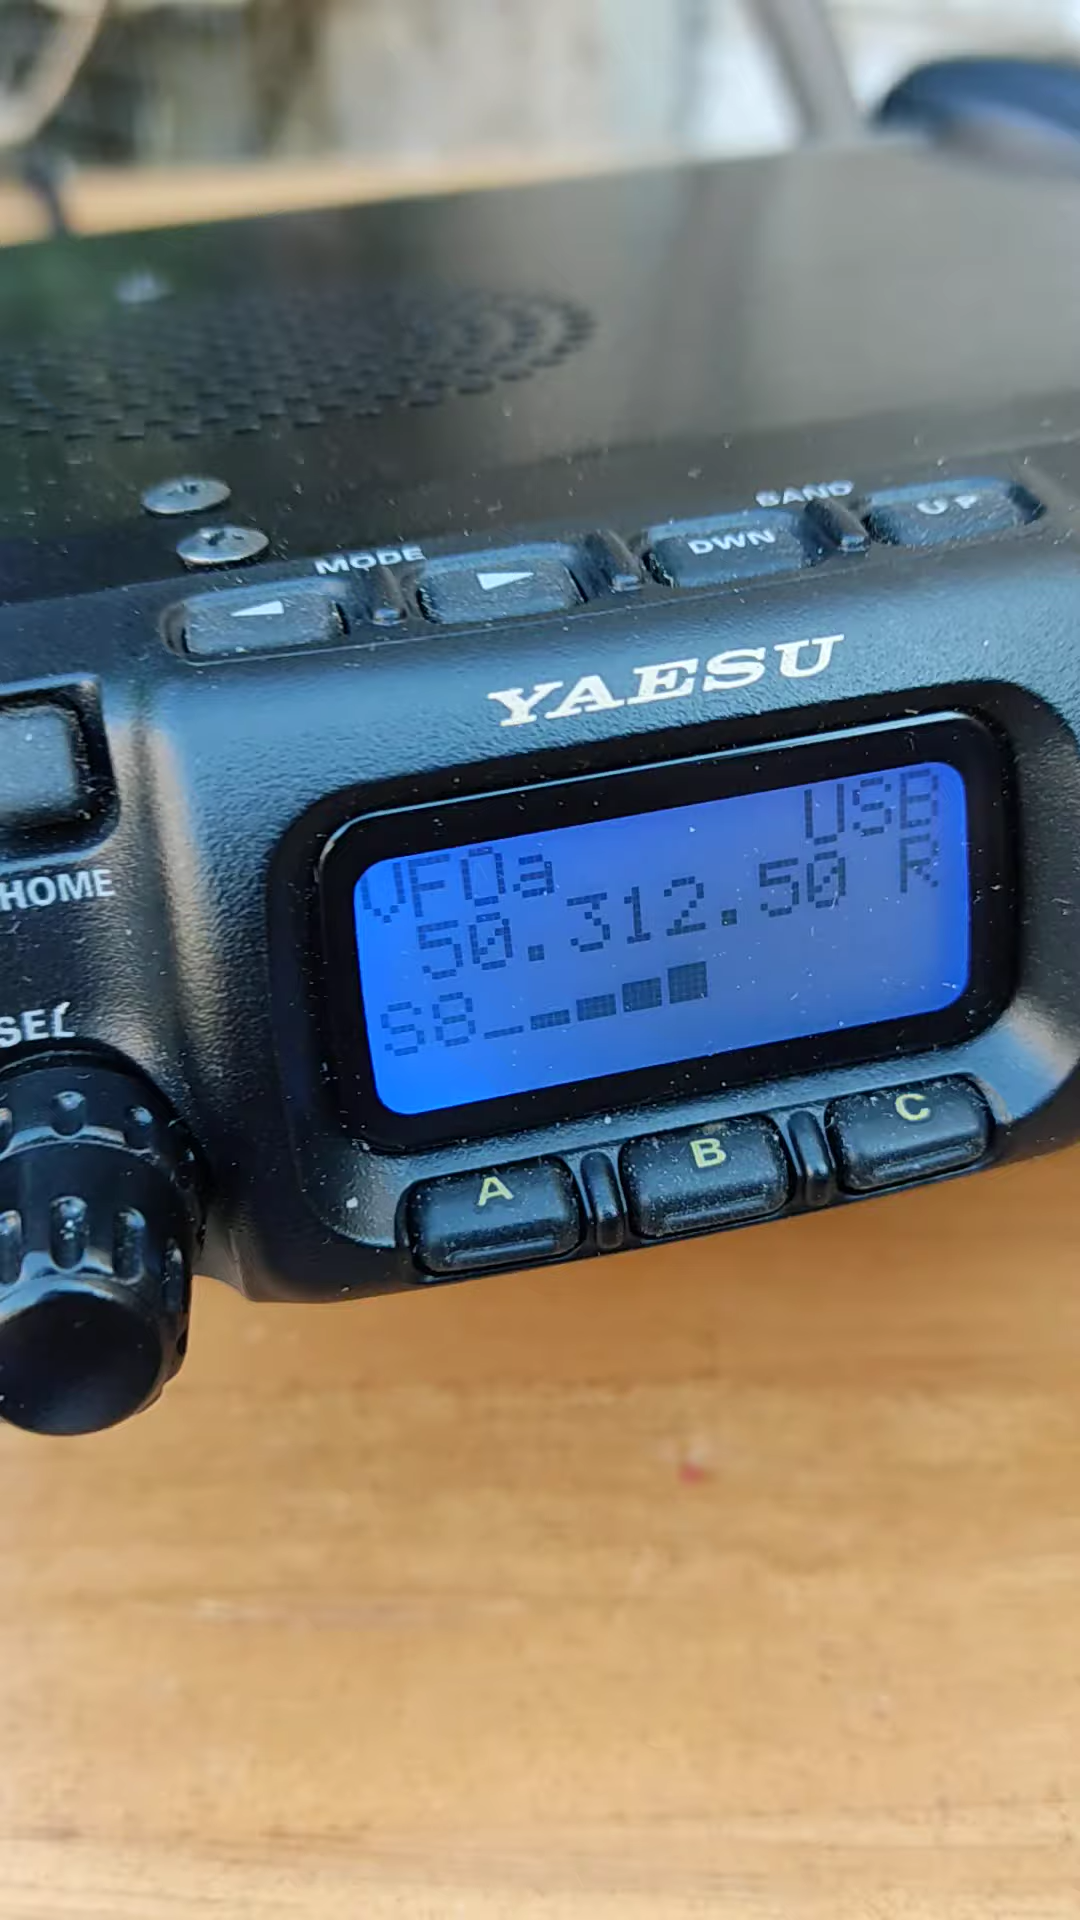 MODE
◀ ▶
BAND
DWN UP
YAESU
HOME
SEL
USB
VFOa
50.312.50 R
S8
A B C